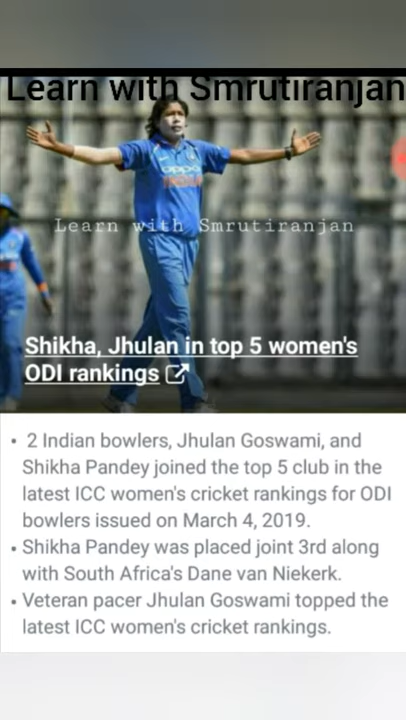 Learn with Smrutiranjan
oppo
Learn with Smrutiranjan
Shikha, Jhulan in top 5 women's
ODI rankings
• 2 Indian bowlers, Jhulan Goswami, and
Shikha Pandey joined the top 5 club in the
latest ICC women's cricket rankings for ODI
bowlers issued on March 4, 2019.
• Shikha Pandey was placed joint 3rd along
with South Africa's Dane van Niekerk.
• Veteran pacer Jhulan Goswami topped the
latest ICC women's cricket rankings.